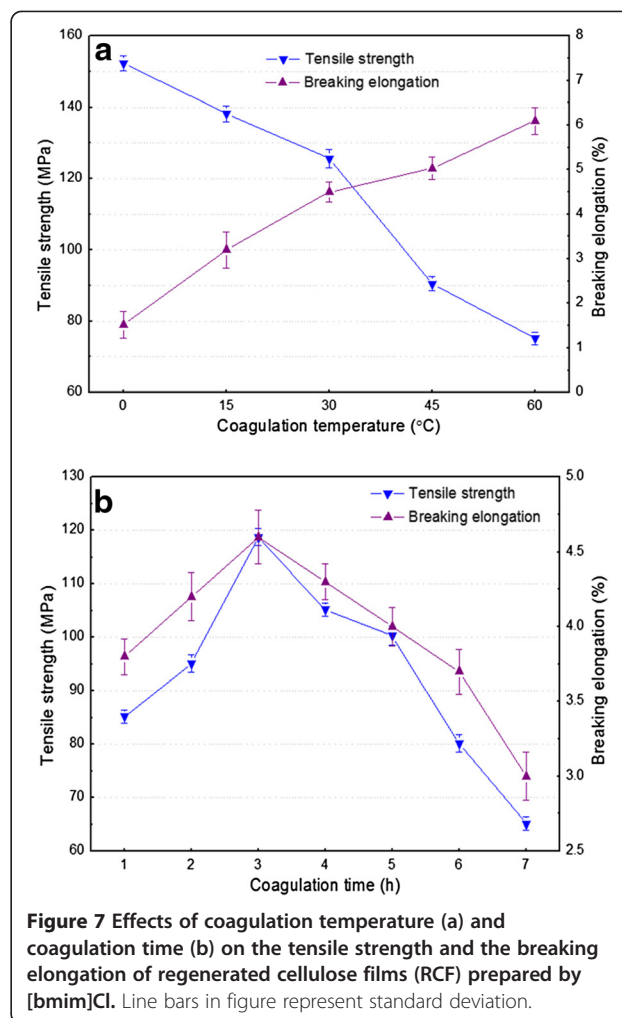 a
Tensile strength
Breaking elongation
Tensile strength (MPa)
160
140
120
100
80
60
8
7
6
5
4
3
2
1
0
Breaking elongation (%)
0 15 30 45 60
Coagulation temperature (°C)
b
Tensile strength
Breaking elongation
Tensile strength (MPa)
130
120
110
100
90
80
70
60
5.0
4.5
4.0
3.5
3.0
2.5
Breaking elongation (%)
1 2 3 4 5 6 7
Coagulation time (h)
Figure 7 Effects of coagulation temperature (a) and
coagulation time (b) on the tensile strength and the breaking
elongation of regenerated cellulose films (RCF) prepared by
[bmim]Cl. Line bars in figure represent standard deviation.